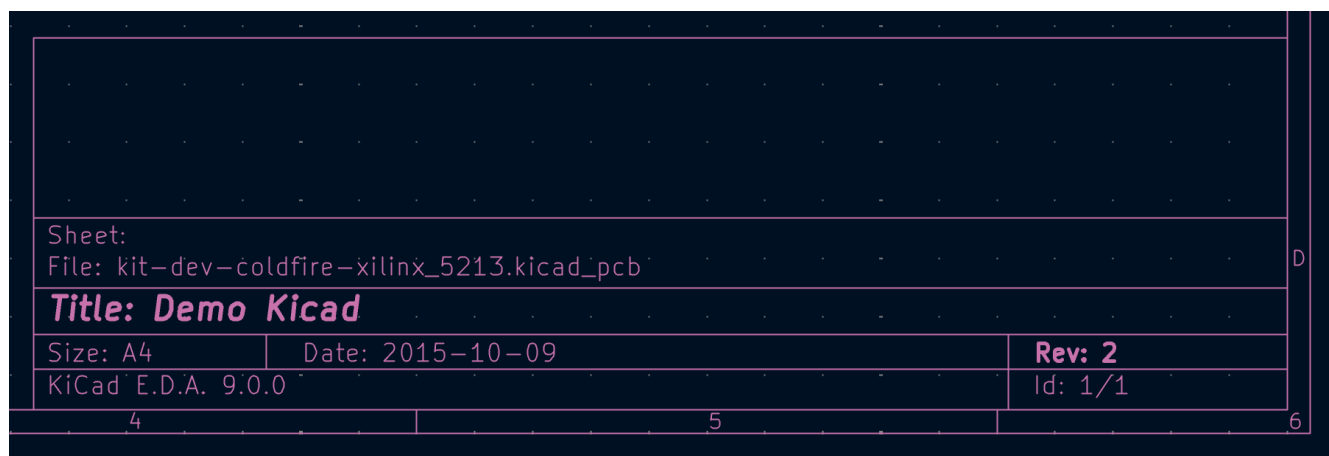 Sheet:
File: kit-dev-coldfire-xilinx_5213.kicad_pcb
D
Title: Demo Kicad
Size: A4 Date: 2015-10-09 Rev: 2
KiCad E.D.A. 9.0.0 Id: 1/1
4 5 6